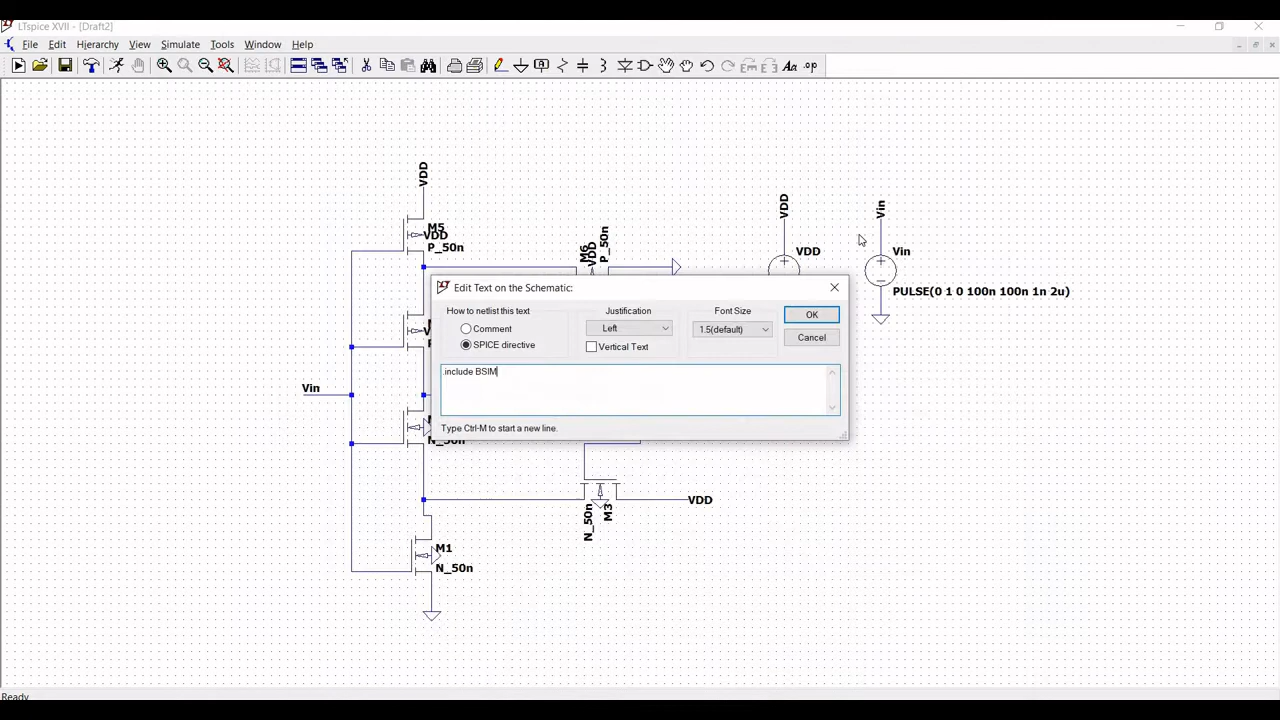 LTspice XVII - [Draft2]
File Edit Hierarchy View Simulate Tools Window Help
Aa .op
VDD
M5
VDD
P_50n
M6
VDD
P_50n
VDD
VDD
Vin
Vin
PULSE(0 1 0 100n 100n 1n 2u)
Edit Text on the Schematic:
How to netlist this text
Comment
SPICE directive
Justification
Left
Vertical Text
Font Size
1.5(default)
OK
Cancel
.include BSIM
Type Ctrl-M to start a new line.
Vin
N_50n
VDD
N_50n
M3
M1
N_50n
Ready